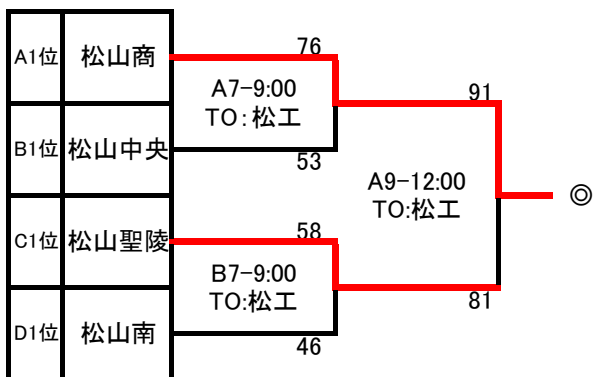 A1位 松山商
76
A7-9:00
TO:松工
91
B1位 松山中央
53
A9-12:00
TO:松工
◎
C1位 松山聖陵
58
B7-9:00
TO:松工
81
D1位 松山南
46